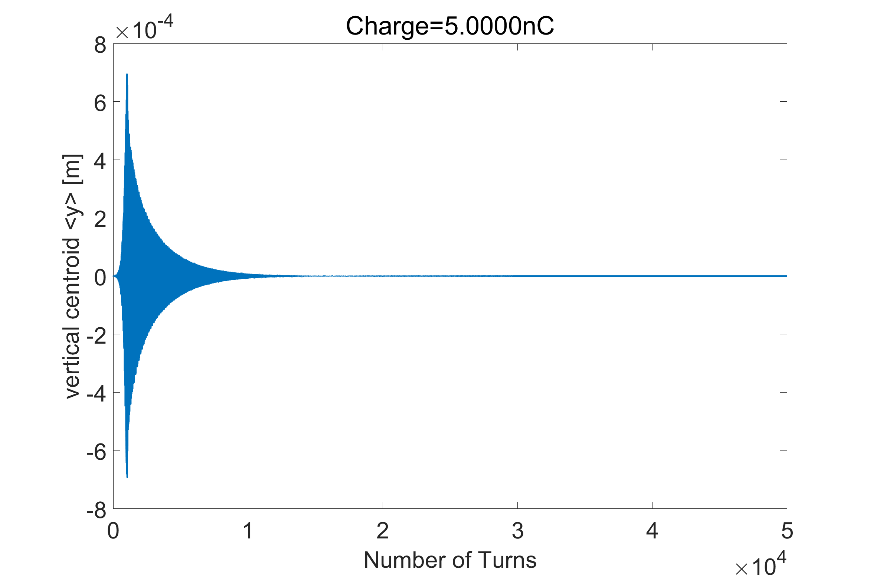 Charge=5.0000nC
×10⁻⁴
8
6
4
2
0
-2
-4
-6
-8
vertical centroid <y> [m]
0 1 2 3 4 5
Number of Turns
×10⁴